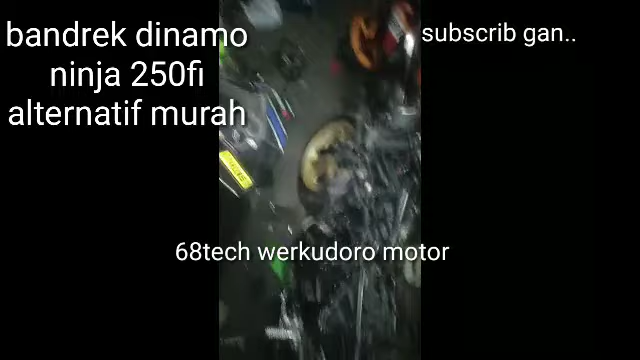 bandrek dinamo
ninja 250fi
alternatif murah
subscrib gan..
68tech werkudoro motor